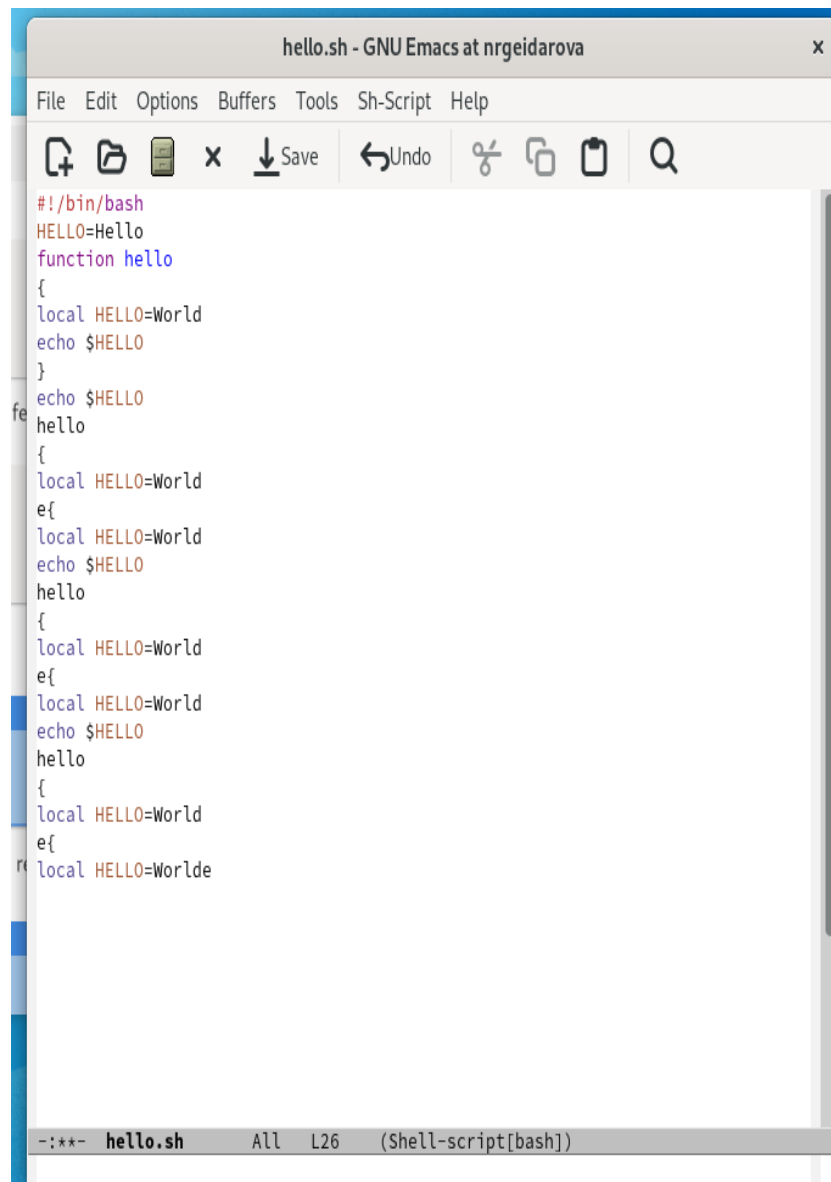 hello.sh - GNU Emacs at nrgeidarova x
File Edit Options Buffers Tools Sh-Script Help
Save Undo
#!/bin/bash
HELLO=Hello
function hello
{
local HELLO=World
echo $HELLO
}
echo $HELLO
hello
{
local HELLO=World
e{
local HELLO=World
echo $HELLO
hello
{
local HELLO=World
e{
local HELLO=World
echo $HELLO
hello
{
local HELLO=World
e{
local HELLO=Worlde
fe
re
-:**- hello.sh All L26 (Shell-script[bash])